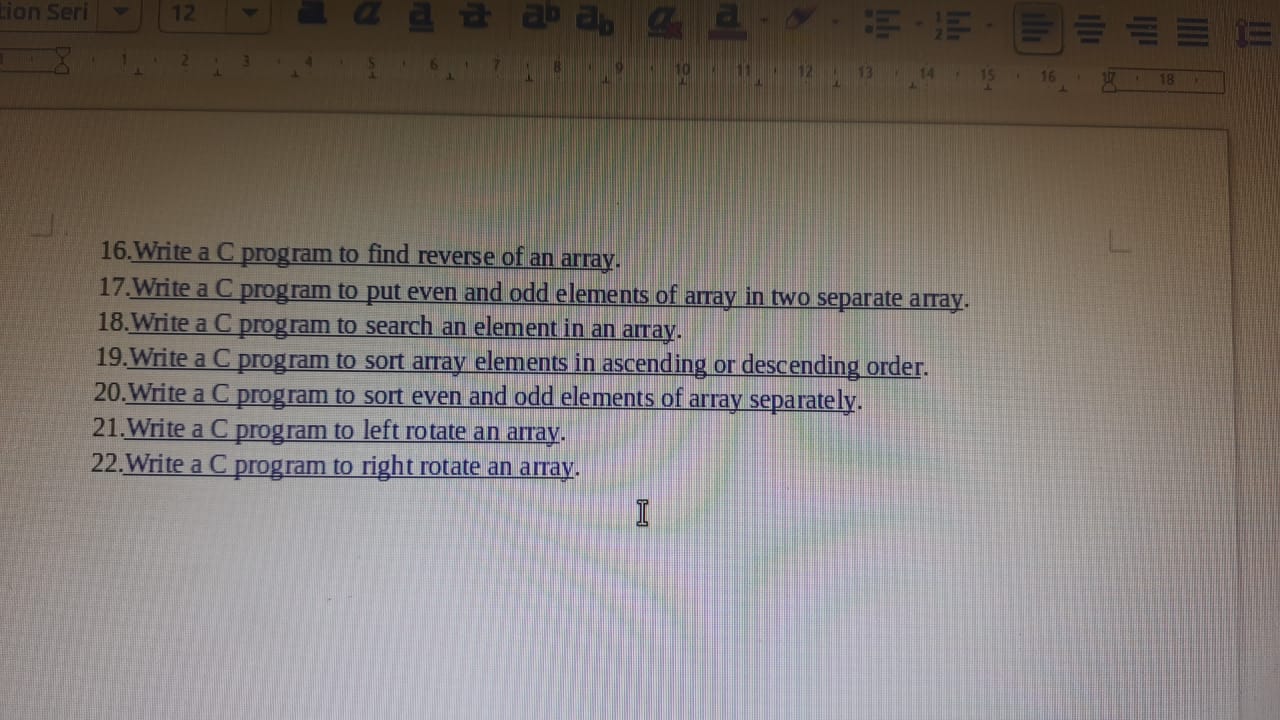 tion Seri 12 a a a a ab ab a a
1 2 3 4 5 6 7 8 9 10 11 12 13 14 15 16 17 18
16.Write a C program to find reverse of an array.
17.Write a C program to put even and odd elements of array in two separate array.
18.Write a C program to search an element in an array.
19.Write a C program to sort array elements in ascending or descending order.
20.Write a C program to sort even and odd elements of array separately.
21.Write a C program to left rotate an array.
22.Write a C program to right rotate an array.